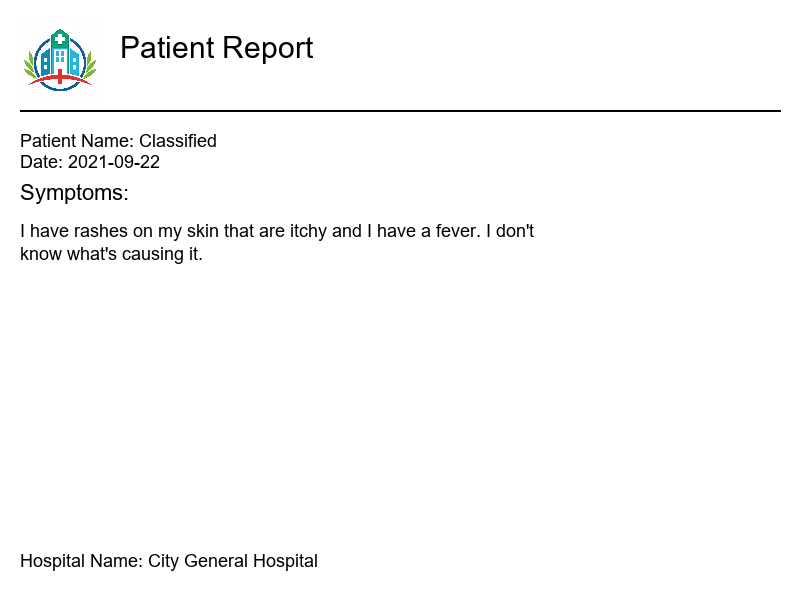 Patient Report
Patient Name: Classified
Date: 2021-09-22
Symptoms:
I have rashes on my skin that are itchy and I have a fever. I don't
know what's causing it.
Hospital Name: City General Hospital